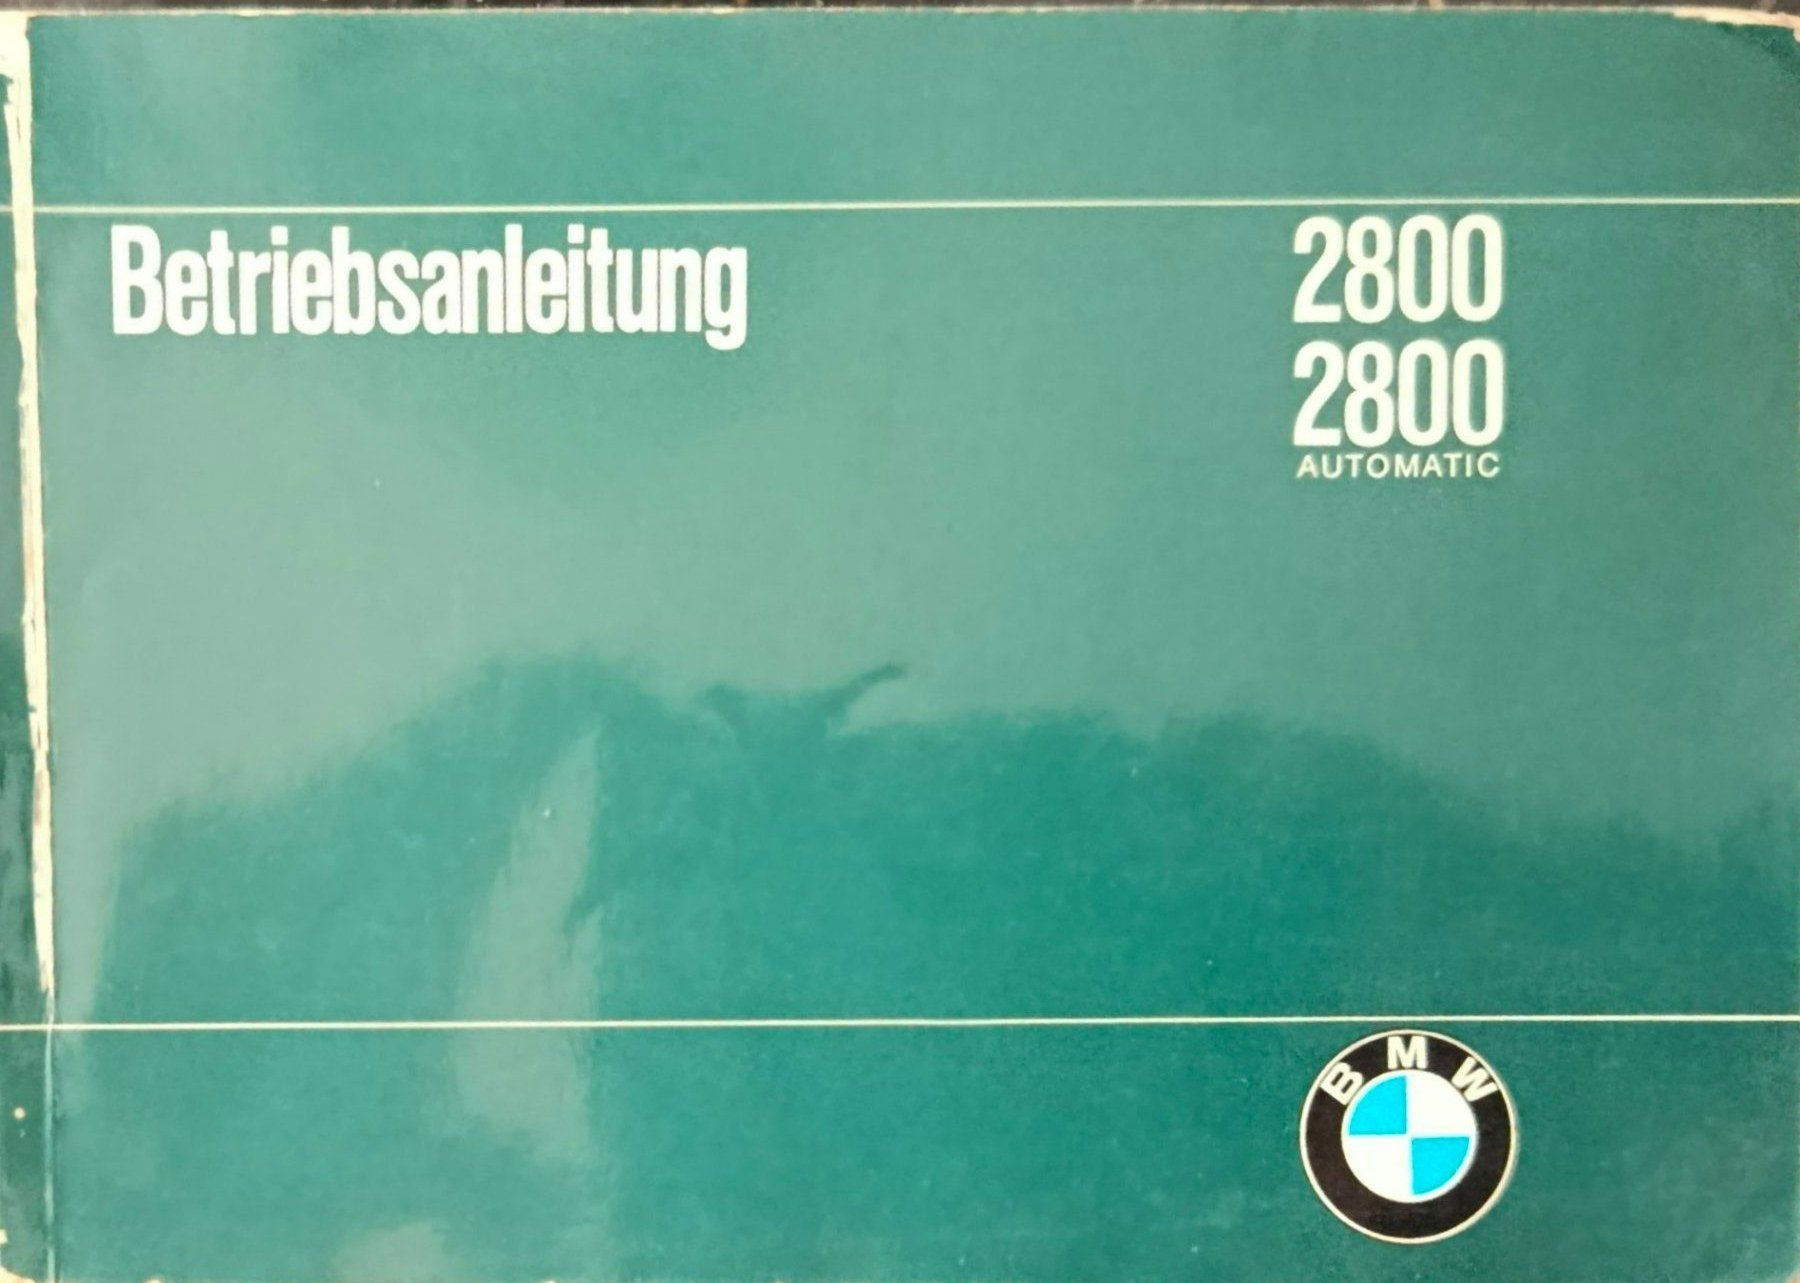 Betriebsanleitung
2800
2800
AUTOMATIC
BMW